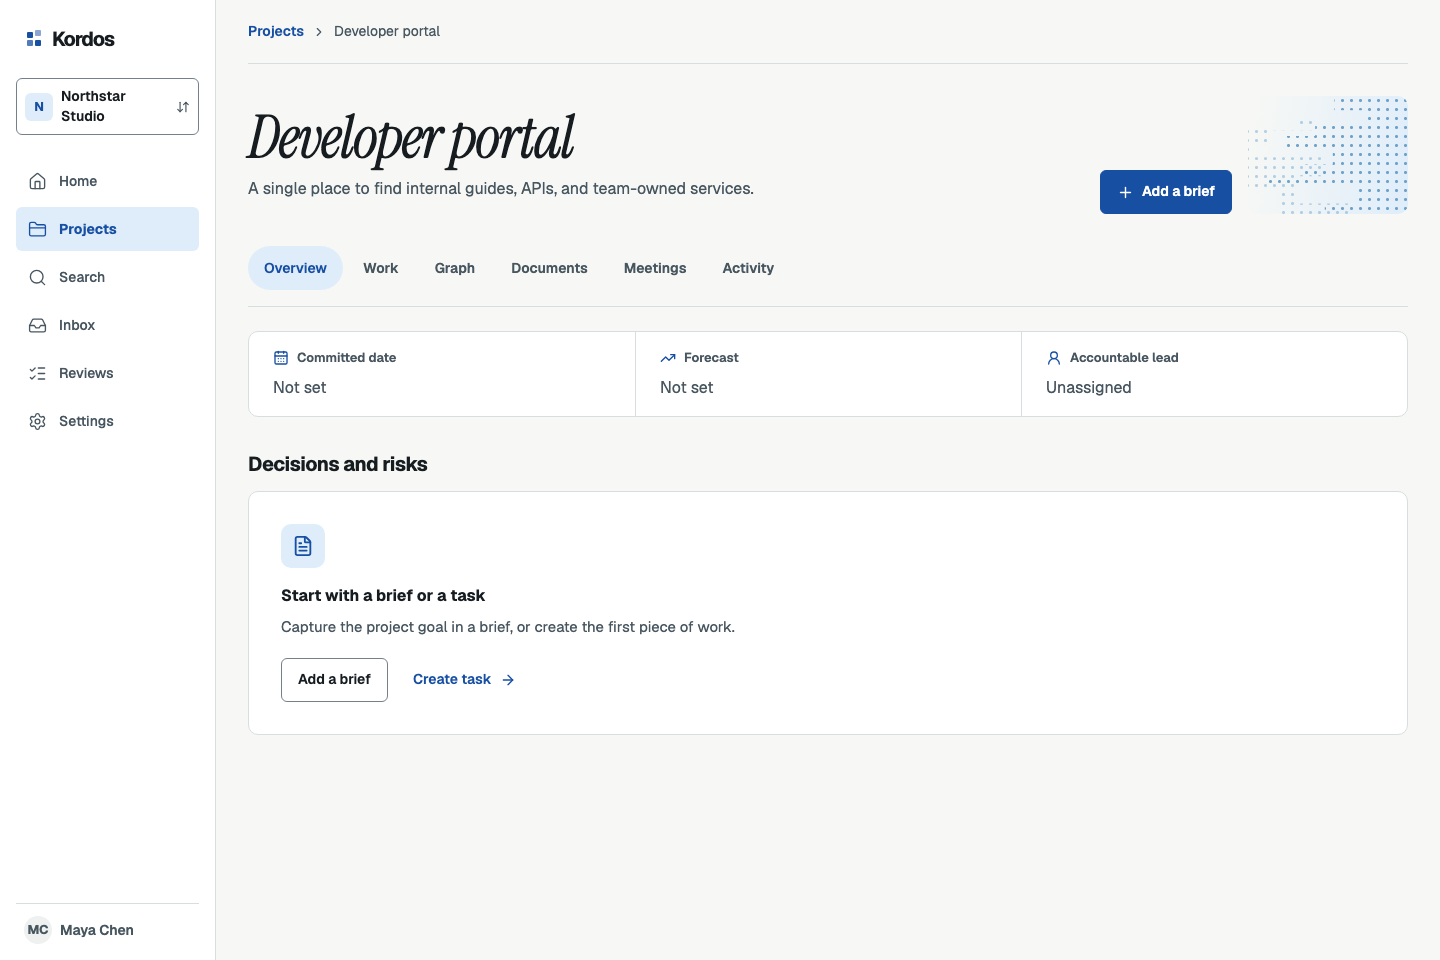 Kordos
N
Northstar
Studio
Home
Projects
Search
Inbox
Reviews
Settings
MC
Maya Chen
Projects
Developer portal
Developer portal
A single place to find internal guides, APIs, and team-owned services.
Add a brief
Overview
Work
Graph
Documents
Meetings
Activity
Committed date
Not set
Forecast
Not set
Accountable lead
Unassigned
Decisions and risks
Start with a brief or a task
Capture the project goal in a brief, or create the first piece of work.
Add a brief
Create task